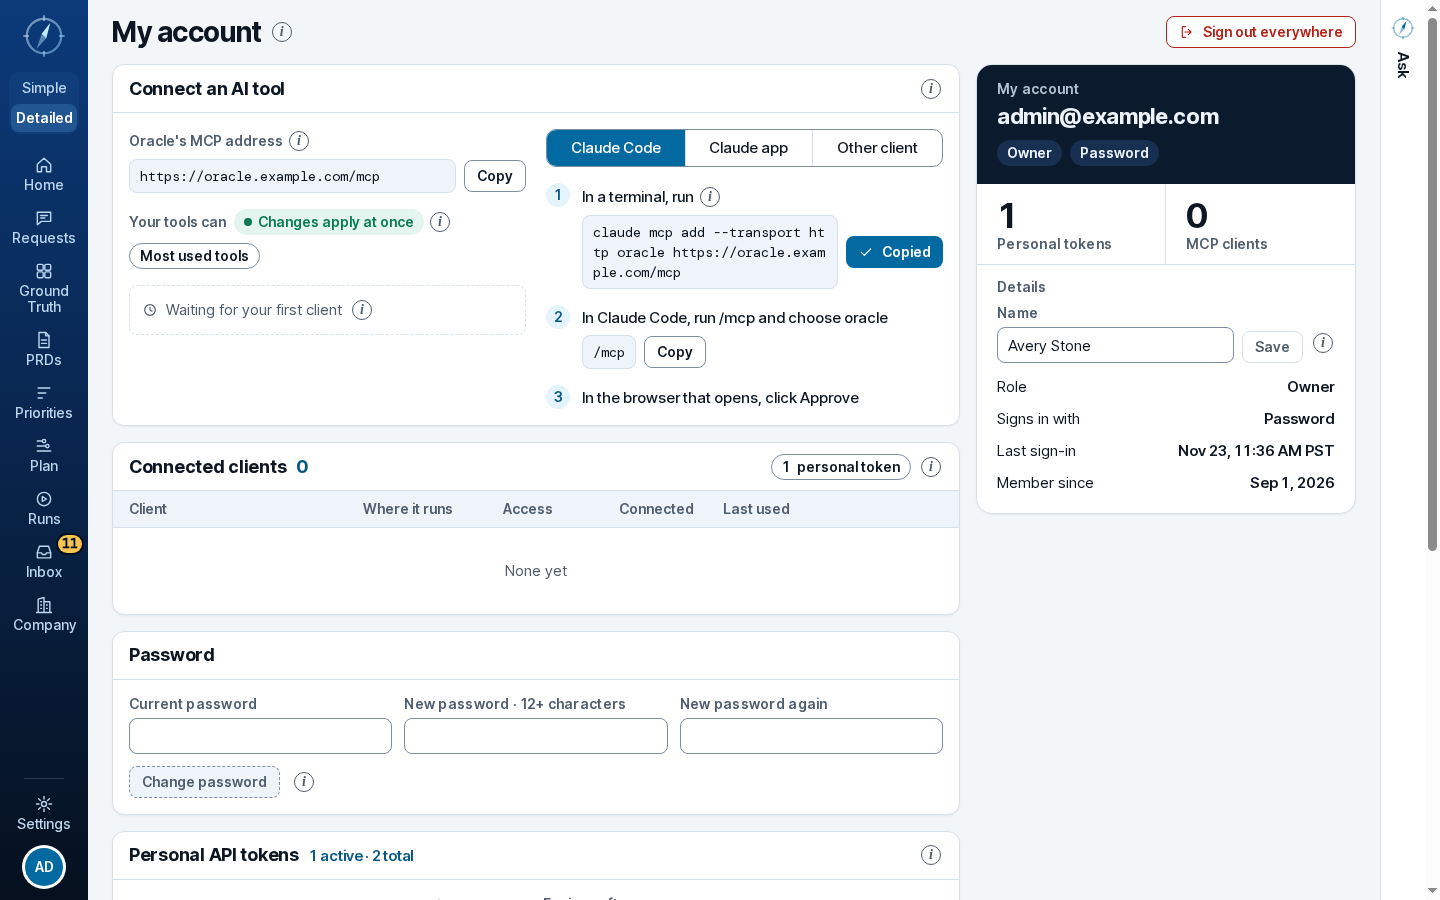 Simple
Detailed
Home
Requests
Ground
Truth
PRDs
Priorities
Plan
Runs
11
Inbox
Company
Settings
AD
My account
Sign out everywhere
Connect an AI tool
Oracle's MCP address
https://oracle.example.com/mcp
Copy
Your tools can
Changes apply at once
Most used tools
Waiting for your first client
Claude Code
Claude app
Other client
1 In a terminal, run
claude mcp add --transport ht
tp oracle https://oracle.exam
ple.com/mcp
Copied
2 In Claude Code, run /mcp and choose oracle
/mcp
Copy
3 In the browser that opens, click Approve
Connected clients 0
1 personal token
Client Where it runs Access Connected Last used
None yet
Password
Current password
New password · 12+ characters
New password again
Change password
Personal API tokens 1 active · 2 total
My account
admin@example.com
Owner
Password
1
Personal tokens
0
MCP clients
Details
Name
Avery Stone
Save
Role Owner
Signs in with Password
Last sign-in Nov 23, 11:36 AM PST
Member since Sep 1, 2026
Ask